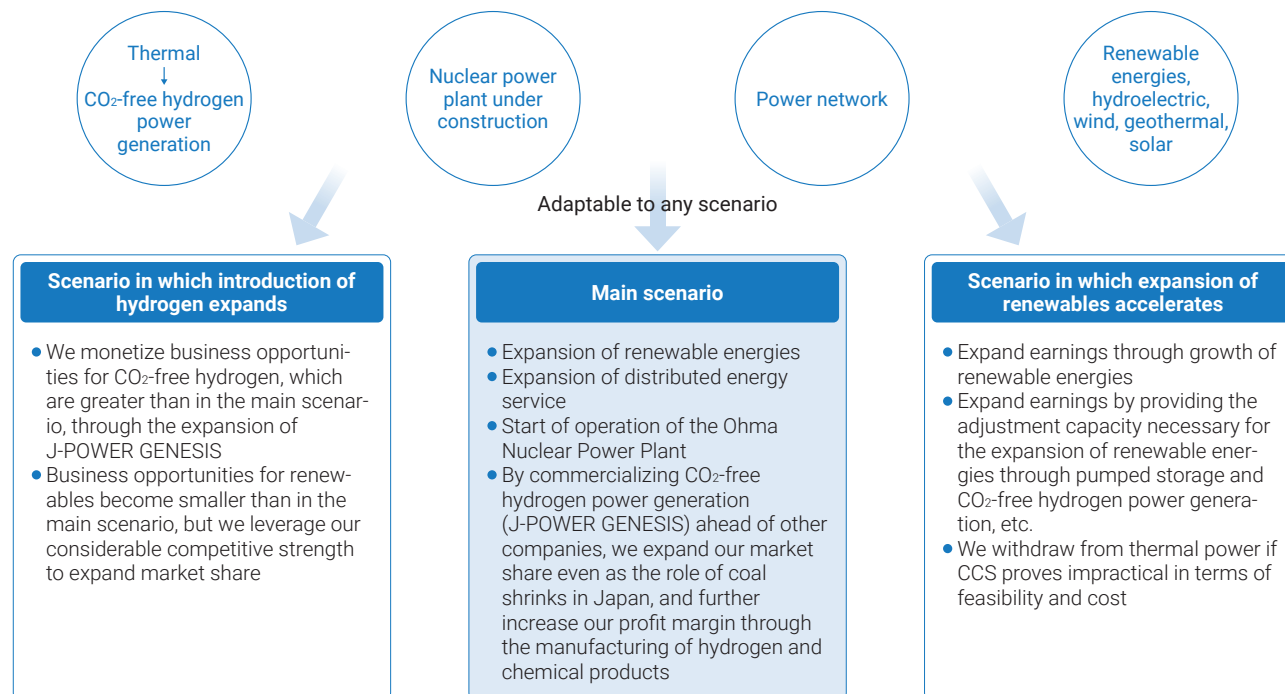 Thermal
↓
CO₂-free hydrogen
power
generation
Nuclear power
plant under
construction
Power network
Renewable
energies,
hydroelectric,
wind, geothermal,
solar
Adaptable to any scenario
Scenario in which introduction of
hydrogen expands
● We monetize business opportuni-
ties for CO₂-free hydrogen, which
are greater than in the main scenar-
io, through the expansion of
J-POWER GENESIS
● Business opportunities for renew-
ables become smaller than in the
main scenario, but we leverage our
considerable competitive strength
to expand market share
Main scenario
● Expansion of renewable energies
● Expansion of distributed energy
service
● Start of operation of the Ohma
Nuclear Power Plant
● By commercializing CO₂-free
hydrogen power generation
(J-POWER GENESIS) ahead of other
companies, we expand our market
share even as the role of coal
shrinks in Japan, and further
increase our profit margin through
the manufacturing of hydrogen and
chemical products
Scenario in which expansion of
renewables accelerates
● Expand earnings through growth of
renewable energies
● Expand earnings by providing the
adjustment capacity necessary for
the expansion of renewable ener-
gies through pumped storage and
CO₂-free hydrogen power genera-
tion, etc.
● We withdraw from thermal power if
CCS proves impractical in terms of
feasibility and cost